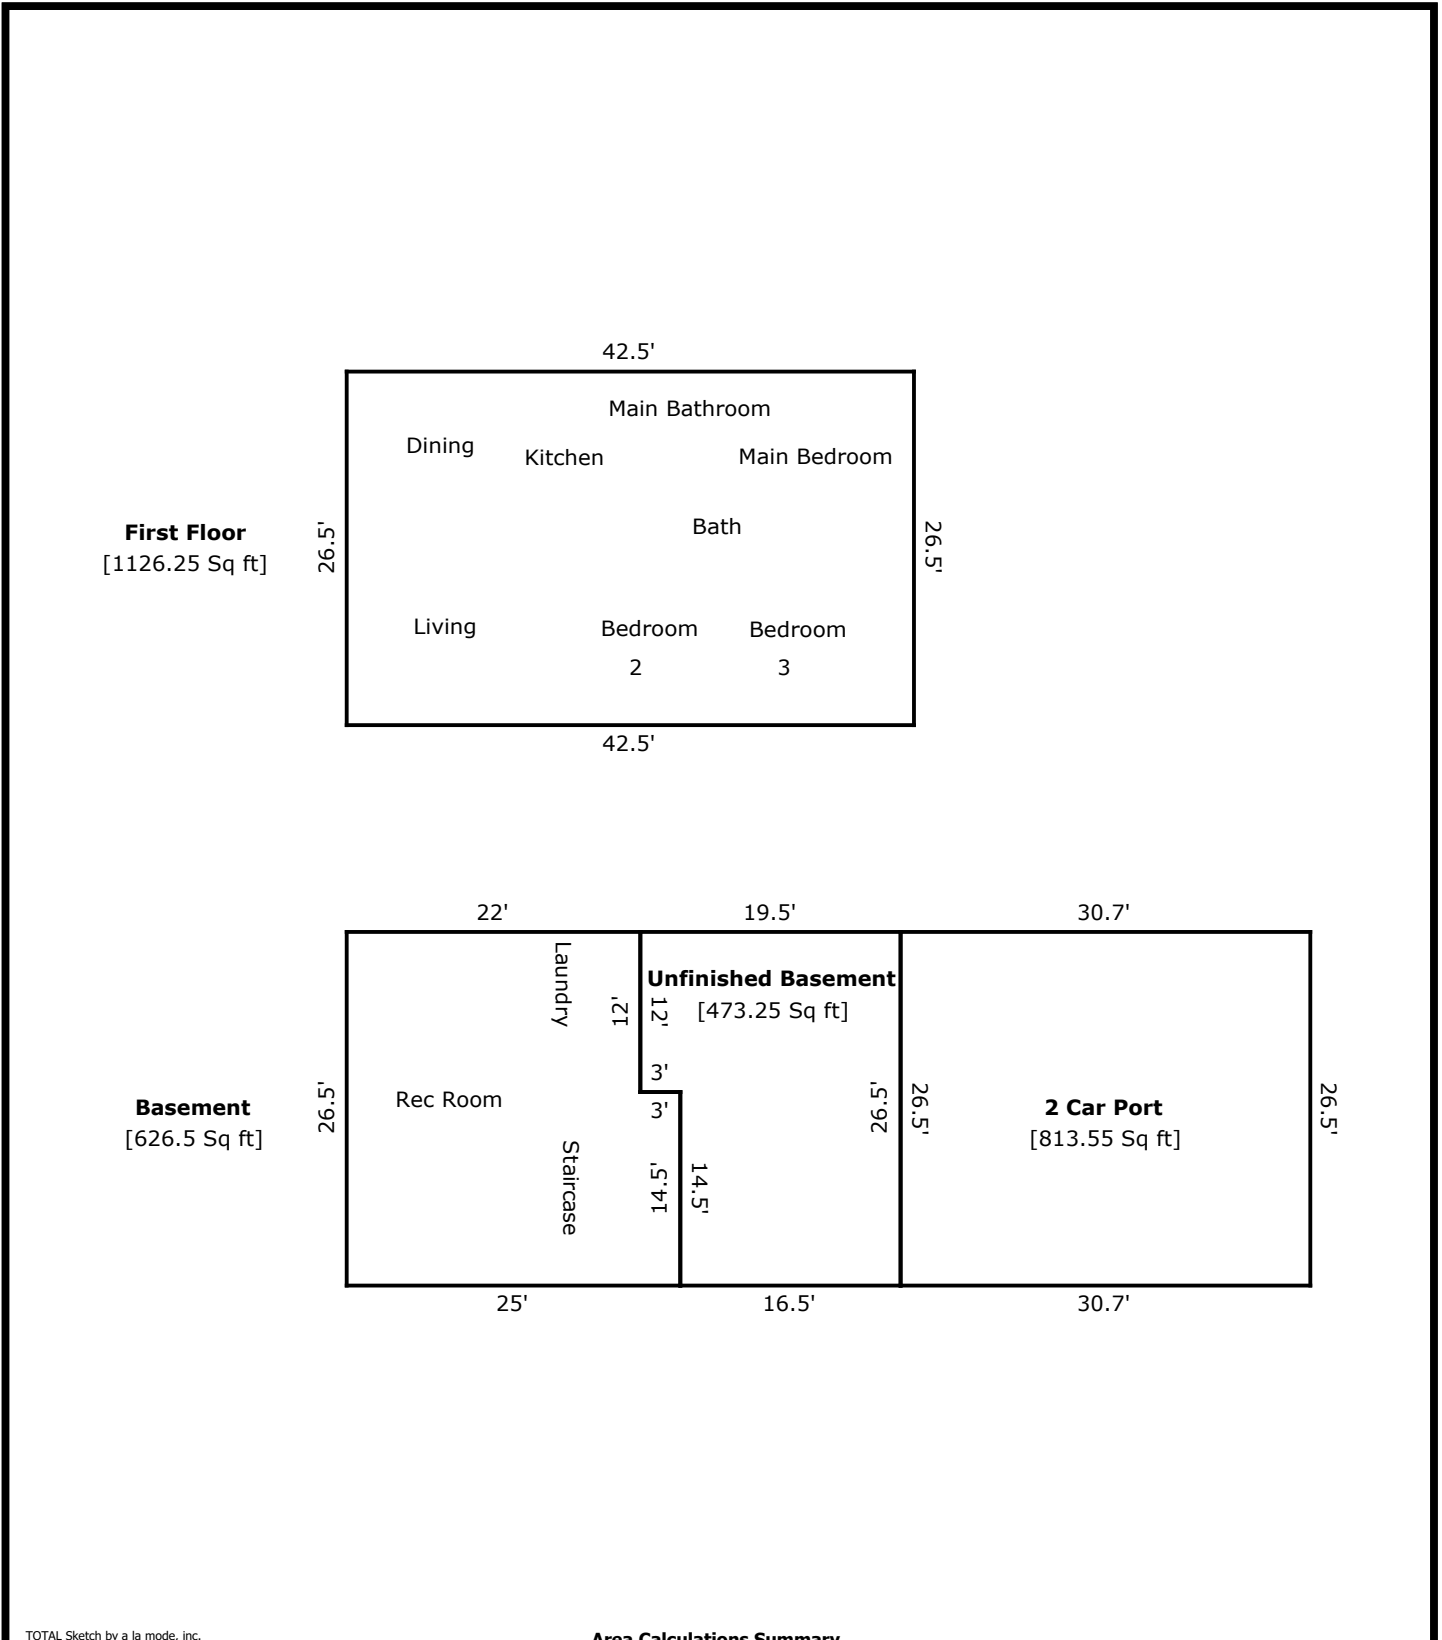 42.5'
Main Bathroom
Dining
Kitchen
Main Bedroom
First Floor
[1126.25 Sq ft]
26.5'
Bath
26.5'
Living
Bedroom
2
Bedroom
3
42.5'
22'
19.5'
30.7'
Laundry
12'
12'
Unfinished Basement
[473.25 Sq ft]
3'
3'
Basement
[626.5 Sq ft]
26.5'
Rec Room
26.5'
26.5'
2 Car Port
[813.55 Sq ft]
26.5'
Staircase
14.5'
14.5'
25'
16.5'
30.7'
TOTAL Sketch by a la mode, inc.
Area Calculations Summary